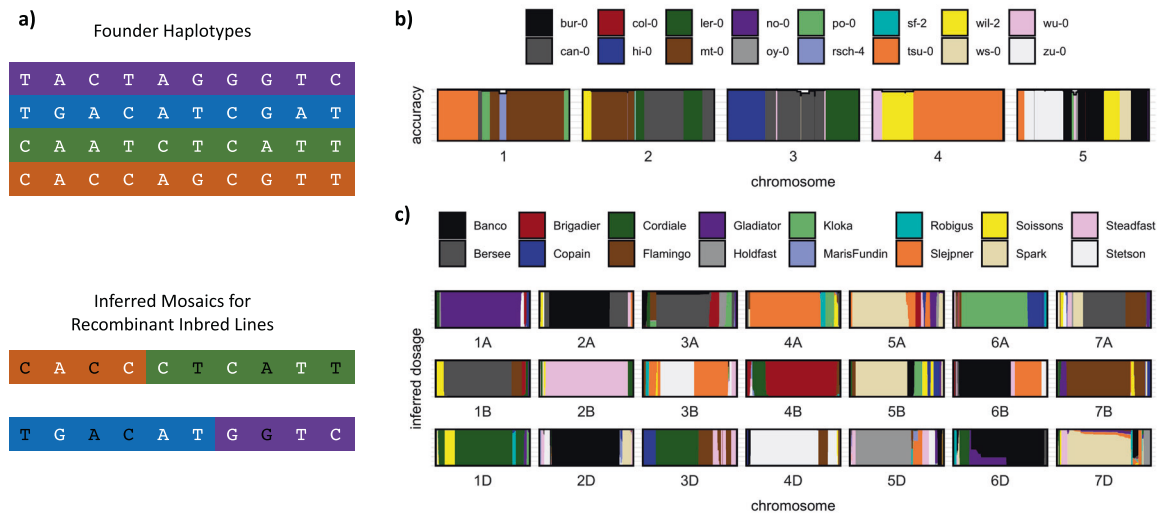 a)
Founder Haplotypes
T A C T A G G G T C
T G A C A T C G A T
C A A T C T C A T T
C A C C A G C G T T
Inferred Mosaics for
Recombinant Inbred Lines
C A C C C T C A T T
T G A C A T G G T C
b)
bur-0 col-0 ler-0 no-0 po-0 sf-2 wil-2 wu-0
can-0 hi-0 mt-0 oy-0 rsch-4 tsu-0 ws-0 zu-0
accuracy
1 2 3 4 5
chromosome
c)
Banco Brigadier Cordiale Gladiator Kloka Robigus Soissons Steadfast
Bersee Copain Flamingo Holdfast MarisFundin Slejpner Spark Stetson
inferred dosage
1A 2A 3A 4A 5A 6A 7A
1B 2B 3B 4B 5B 6B 7B
1D 2D 3D 4D 5D 6D 7D
chromosome